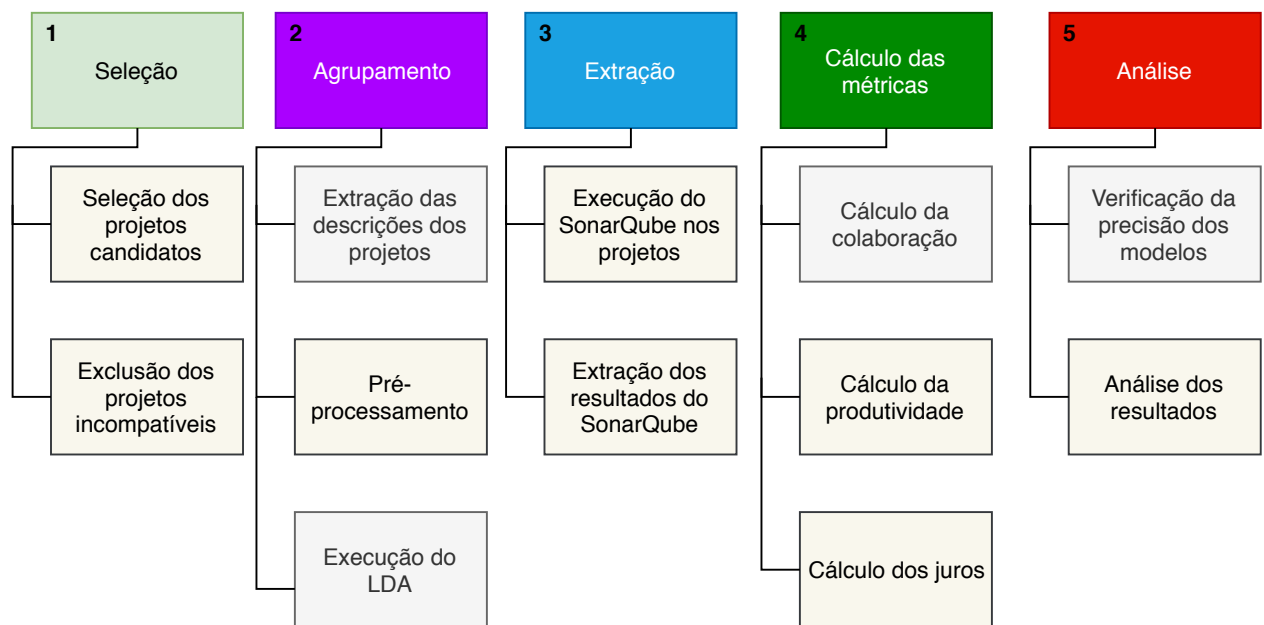 1
Seleção
Seleção dos
projetos
candidatos
Exclusão dos
projetos
incompatíveis
2
Agrupamento
Extração das
descrições dos
projetos
Pré-
processamento
Execução do
LDA
3
Extração
Execução do
SonarQube nos
projetos
Extração dos
resultados do
SonarQube
4
Cálculo das
métricas
Cálculo da
colaboração
Cálculo da
produtividade
Cálculo dos juros
5
Análise
Verificação da
precisão dos
modelos
Análise dos
resultados